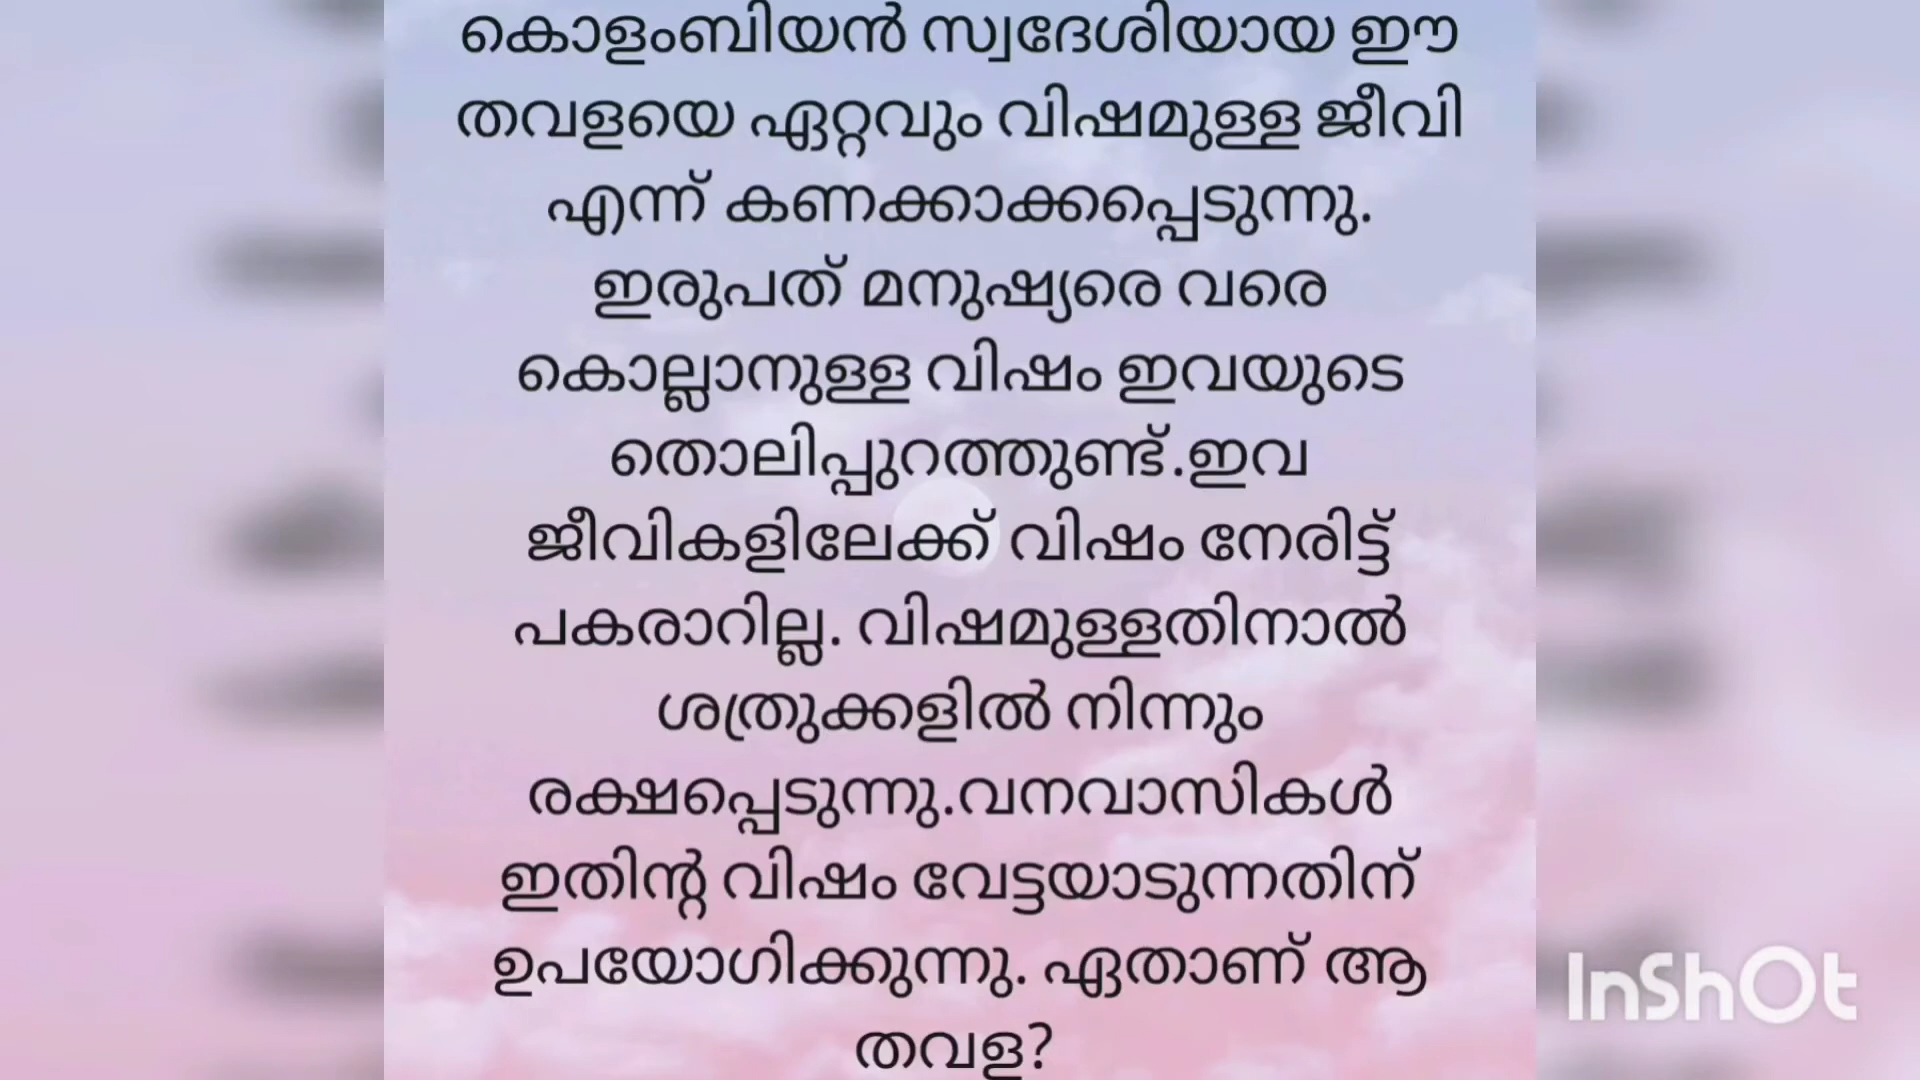 കൊളംബിയൻ സ്വദേശിയായ ഈ
തവളയെ ഏറ്റവും വിഷമുള്ള ജീവി
എന്ന് കണക്കാക്കപ്പെടുന്നു.
ഇരുപത് മനുഷ്യരെ വരെ
കൊല്ലാനുള്ള വിഷം ഇവയുടെ
തൊലിപ്പുറത്തുണ്ട്.ഇവ
ജീവികളിലേക്ക് വിഷം നേരിട്ട്
പകരാറില്ല. വിഷമുള്ളതിനാൽ
ശത്രുക്കളിൽ നിന്നും
രക്ഷപ്പെടുന്നു.വനവാസികൾ
ഇതിന്റ വിഷം വേട്ടയാടുന്നതിന്
ഉപയോഗിക്കുന്നു. ഏതാണ് ആ
തവള?
InShOt